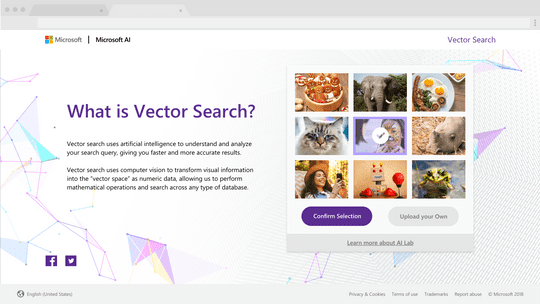 Microsoft | Microsoft AI
Vector Search
What is Vector Search?
Vector search uses artificial intelligence to understand and analyze
your search query, giving you faster and more accurate results.
Vector search uses computer vision to transform visual information
into the "vector space" as numeric data, allowing us to perform
mathematical operations and search across any type of database.
Confirm Selection
Upload your Own
Learn more about AI Lab
English (United States)
Privacy & Cookies
Terms of use
Trademarks
Report abuse
© Microsoft 2018